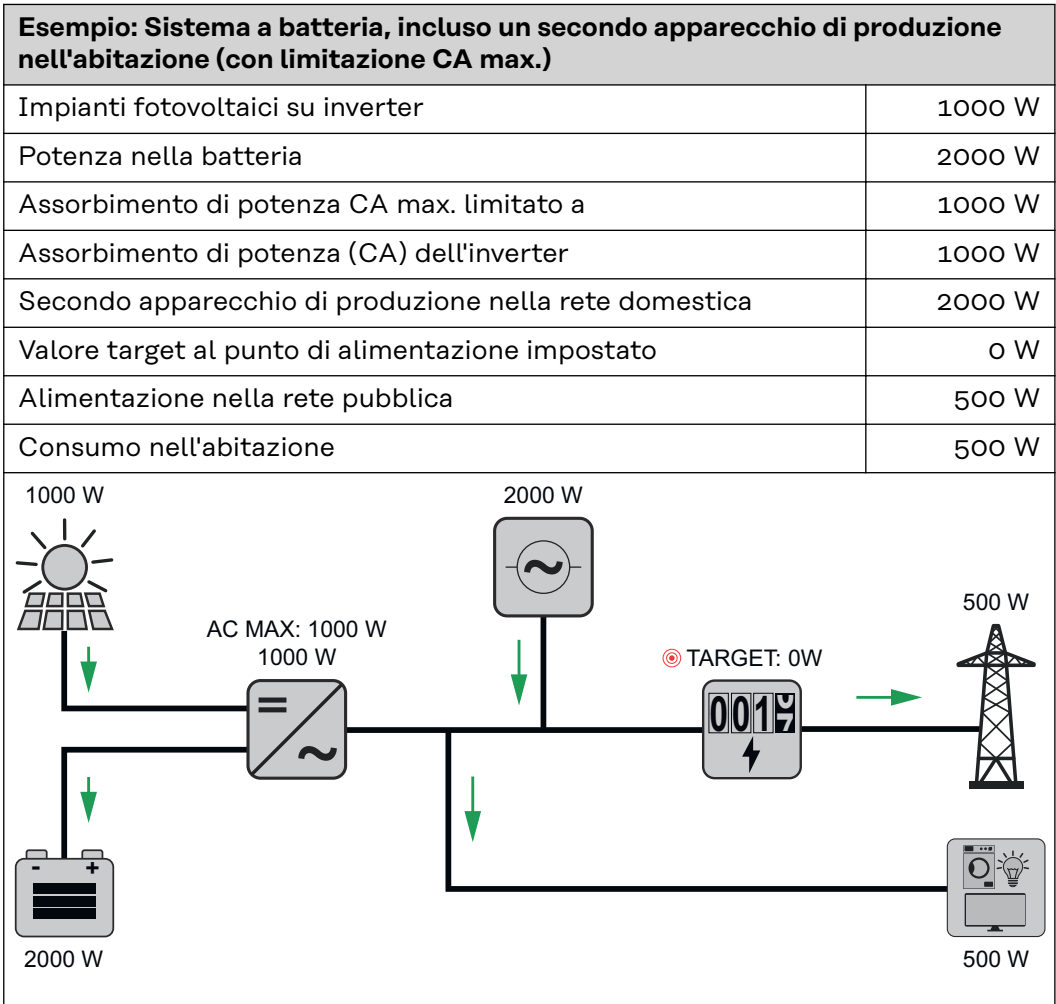 Esempio: Sistema a batteria, incluso un secondo apparecchio di produzione
nell'abitazione (con limitazione CA max.)
Impianti fotovoltaici su inverter 1000 W
Potenza nella batteria 2000 W
Assorbimento di potenza CA max. limitato a 1000 W
Assorbimento di potenza (CA) dell'inverter 1000 W
Secondo apparecchio di produzione nella rete domestica 2000 W
Valore target al punto di alimentazione impostato 0 W
Alimentazione nella rete pubblica 500 W
Consumo nell'abitazione 500 W
1000 W
2000 W
500 W
AC MAX: 1000 W
1000 W
TARGET: 0W
001
2000 W
500 W